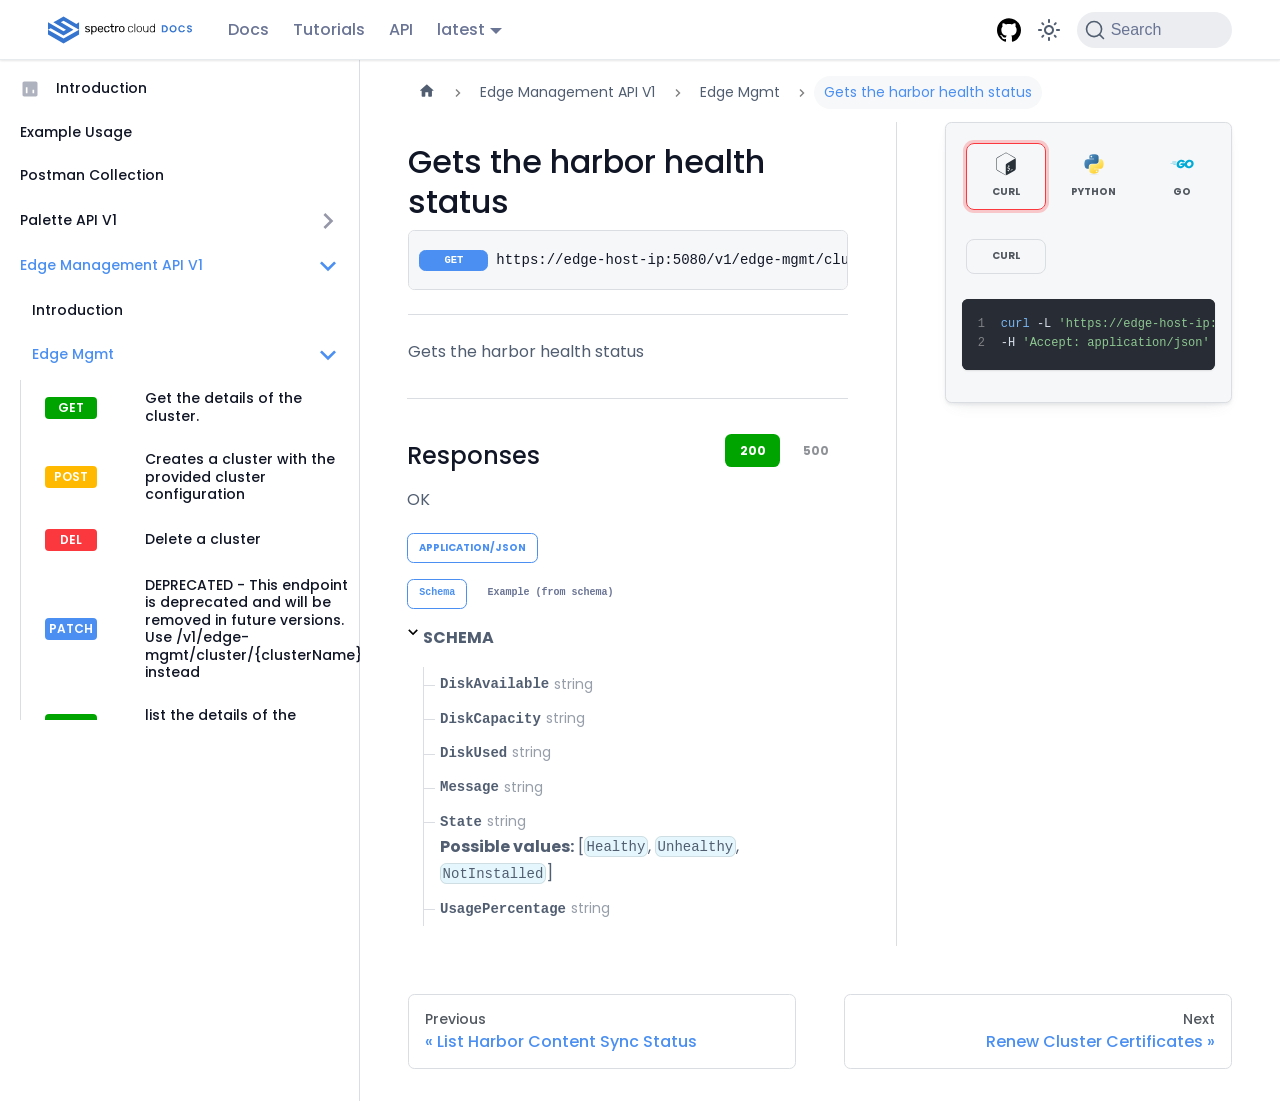 spectro cloud DOCS
Docs
Tutorials
API
latest
Search
Introduction
Example Usage
Postman Collection
Palette API V1
Edge Management API V1
Introduction
Edge Mgmt
GET
Get the details of the
cluster.
POST
Creates a cluster with the
provided cluster
configuration
DEL
Delete a cluster
PATCH
DEPRECATED - This endpoint
is deprecated and will be
removed in future versions.
Use /v1/edge-
mgmt/cluster/{clusterName}
instead
list the details of the
Edge Management API V1
Edge Mgmt
Gets the harbor health status
Gets the harbor health
status
GET
https://edge-host-ip:5080/v1/edge-mgmt/clu
Gets the harbor health status
Responses
200
500
OK
APPLICATION/JSON
Schema
Example (from schema)
SCHEMA
DiskAvailable string
DiskCapacity string
DiskUsed string
Message string
State string
Possible values: [Healthy, Unhealthy,
NotInstalled]
UsagePercentage string
CURL
PYTHON
GO
CURL
1 curl -L 'https://edge-host-ip:
2 -H 'Accept: application/json'
Previous
« List Harbor Content Sync Status
Next
Renew Cluster Certificates »